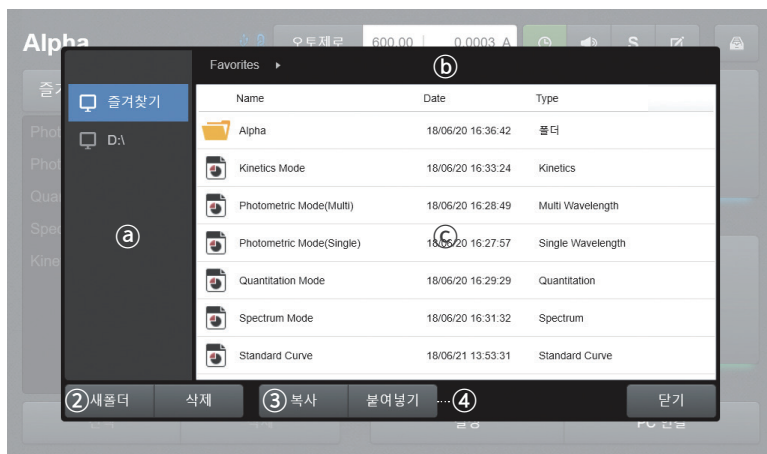 Alpha
오토제로 600.00 0.0003 A S
Favorites ▸ ⓑ
즐겨찾기
D:\
ⓐ
Name Date Type
Alpha 18/06/20 16:36:42 폴더
Kinetics Mode 18/06/20 16:33:24 Kinetics
Photometric Mode(Multi) 18/06/20 16:28:49 Multi Wavelength
Photometric Mode(Single) 18/06/20 16:27:57 Single Wavelength
ⓒ
Quantitation Mode 18/06/20 16:29:29 Quantitation
Spectrum Mode 18/06/20 16:31:32 Spectrum
Standard Curve 18/06/21 13:53:31 Standard Curve
Phot
Phot
Quan
Spec
Kine
②새폴더 삭제 ③복사 붙여넣기 ....④ 닫기